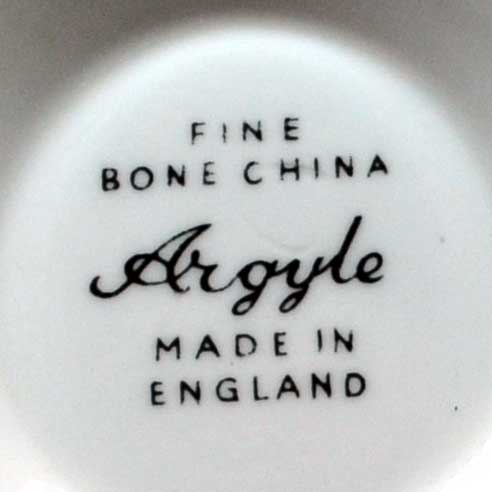 FINE
BONE CHINA
Argyle
MADE IN
ENGLAND